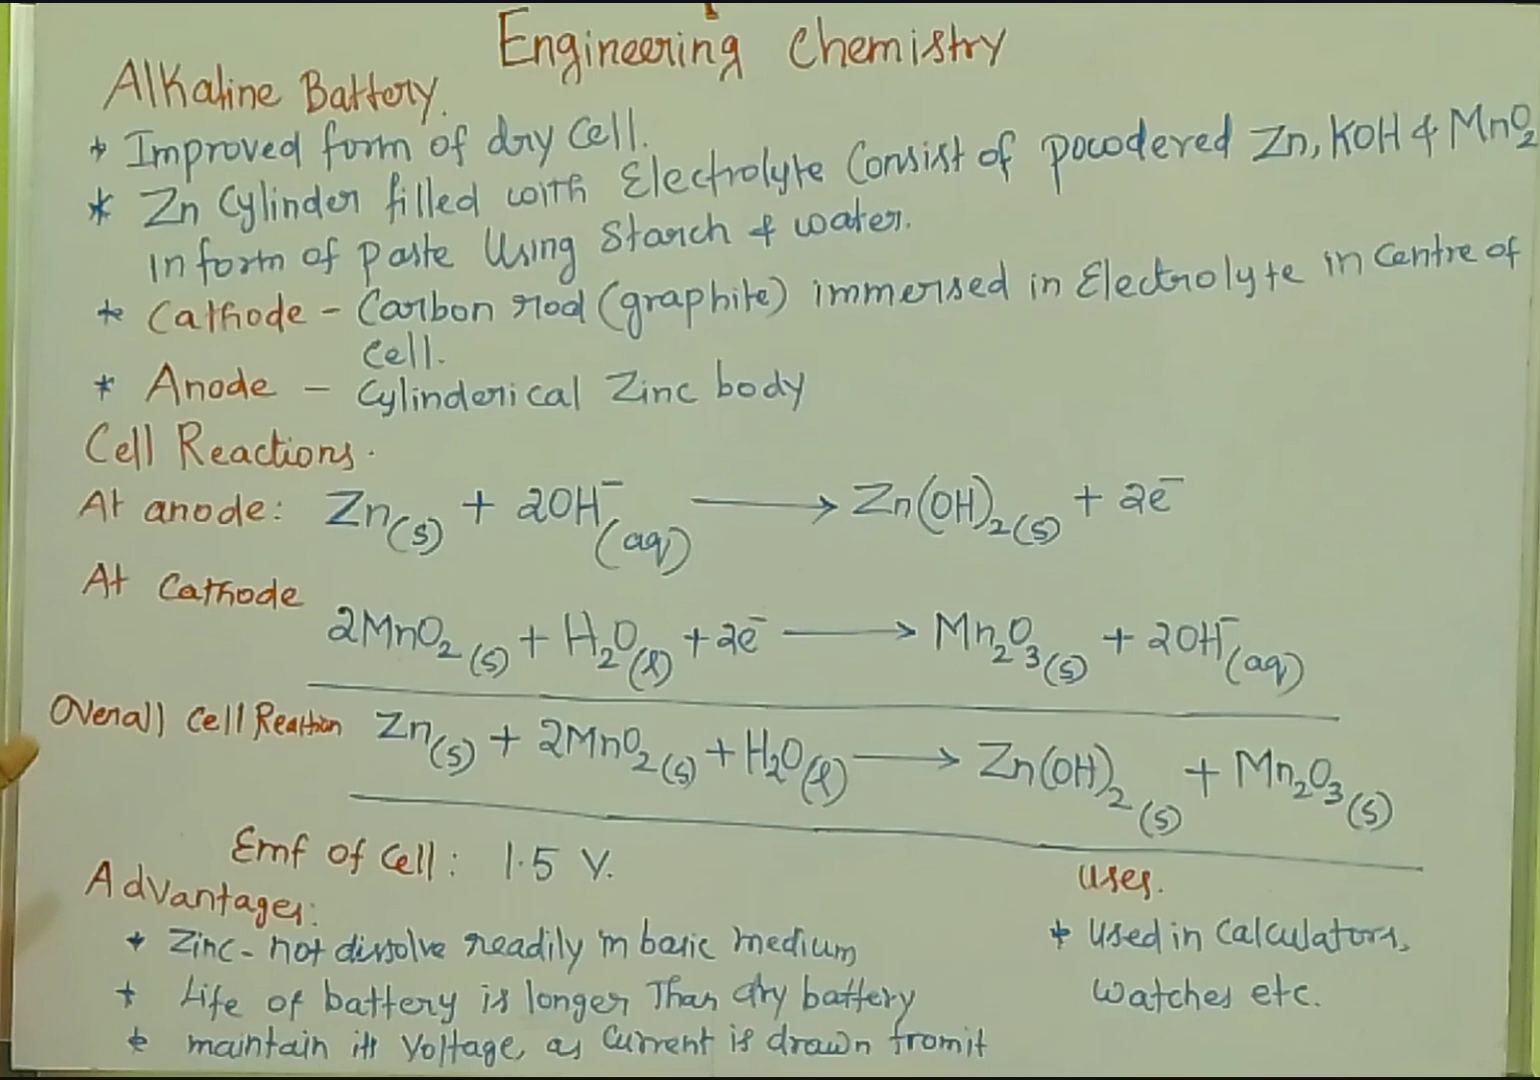 Engineering Chemistry
Alkaline Battery.
* Improved form of dry cell.
* Zn Cylinder filled with Electrolyte Consist of powdered Zn, KOH & MnO₂
in form of paste Using Starch & water.
* Cathode - Carbon rod (graphite) immersed in Electrolyte in Centre of
Cell.
* Anode - Cylinderical Zinc body
Cell Reactions.
At anode: Zn(s) + 2OH⁻(aq) ⟶ Zn(OH)₂(s) + 2e⁻
At Cathode
2MnO₂(s) + H₂O(l) + 2e⁻ ⟶ Mn₂O₃(s) + 2OH⁻(aq)
Overall Cell Reaction Zn(s) + 2MnO₂(s) + H₂O(l) ⟶ Zn(OH)₂(s) + Mn₂O₃(s)
Emf of Cell: 1.5 V.
Advantages:
* Zinc - not dissolve readily in basic medium
* Life of battery is longer Than dry battery
* maintain its Voltage, as Current is drawn from it
Uses.
* Used in Calculators,
Watches etc.